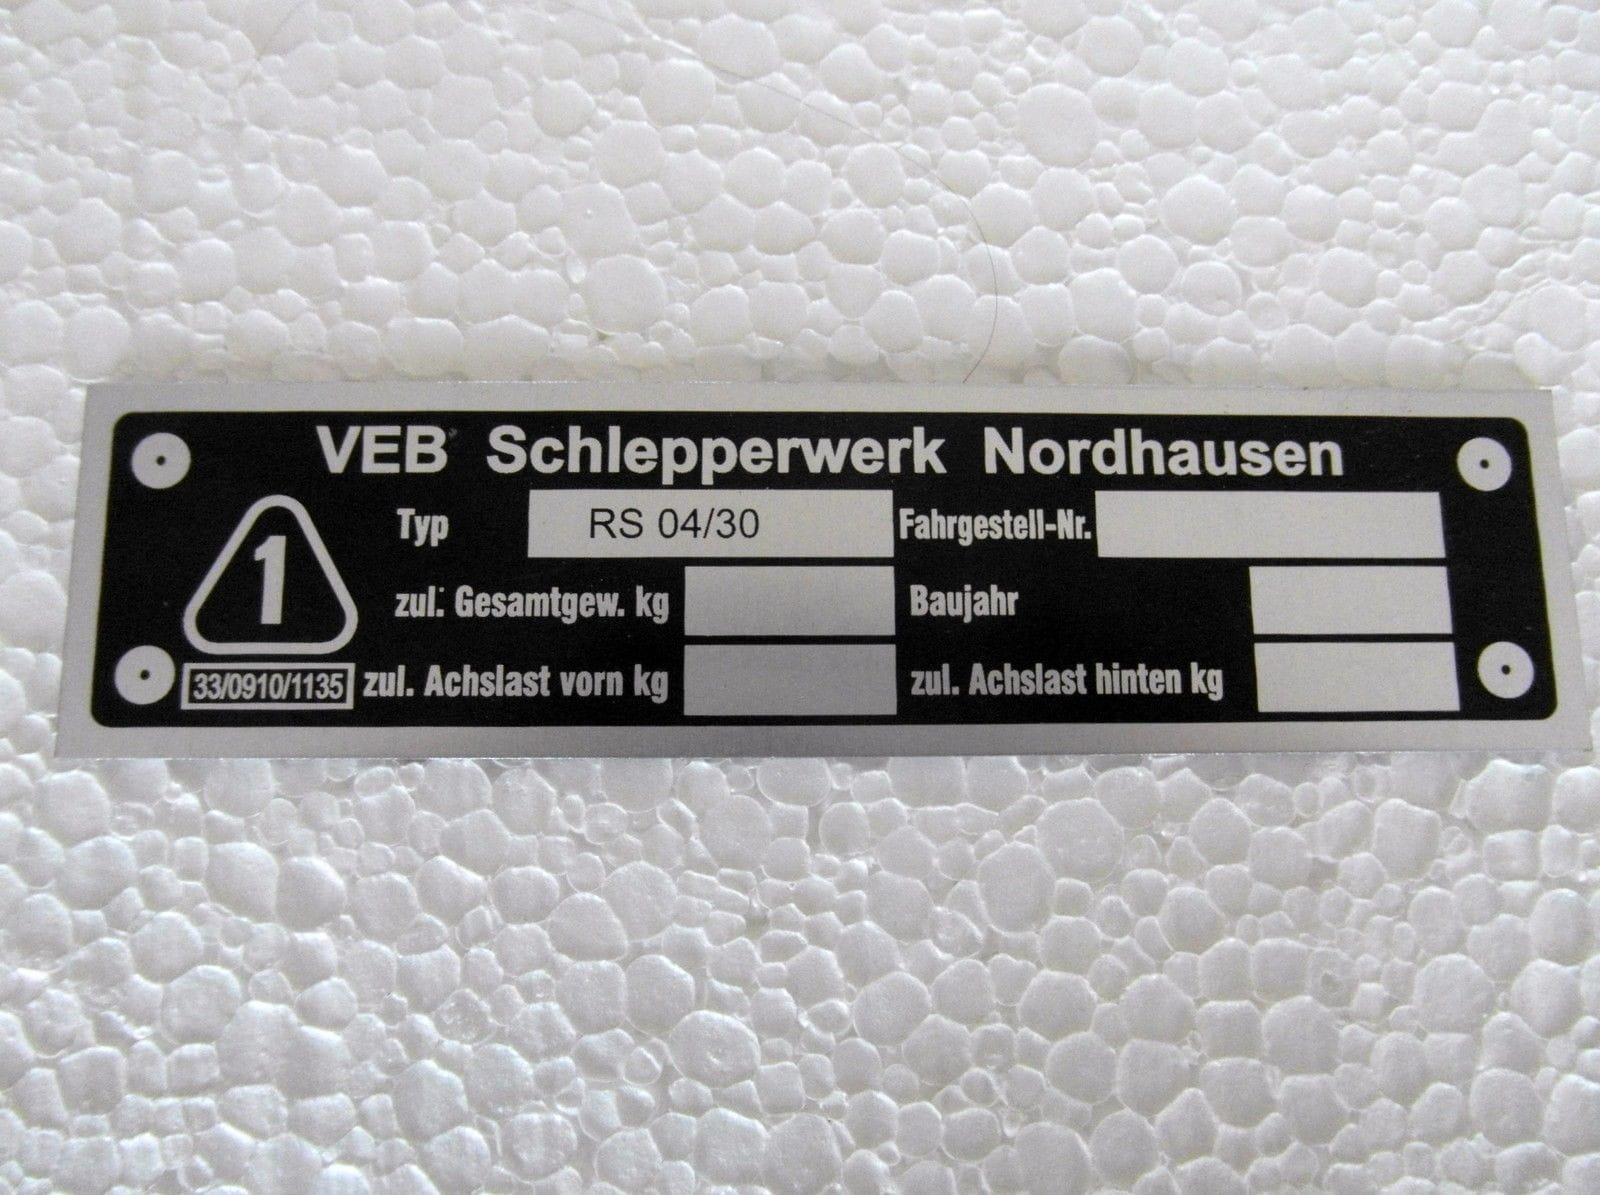 VEB Schlepperwerk Nordhausen
Typ RS 04/30 Fahrgestell-Nr.
1
zul. Gesamtgew. kg Baujahr
33/0910/1135 zul. Achslast vorn kg zul. Achslast hinten kg